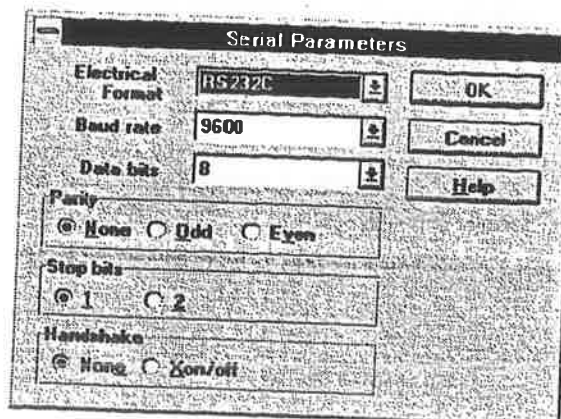 Serial Parameters
Electrical Format RS232C OK
Baud rate 9600 Cancel
Data bits 8 Help
Parity
None Odd Even
Stop bits
1 2
Handshake
None Xon/off